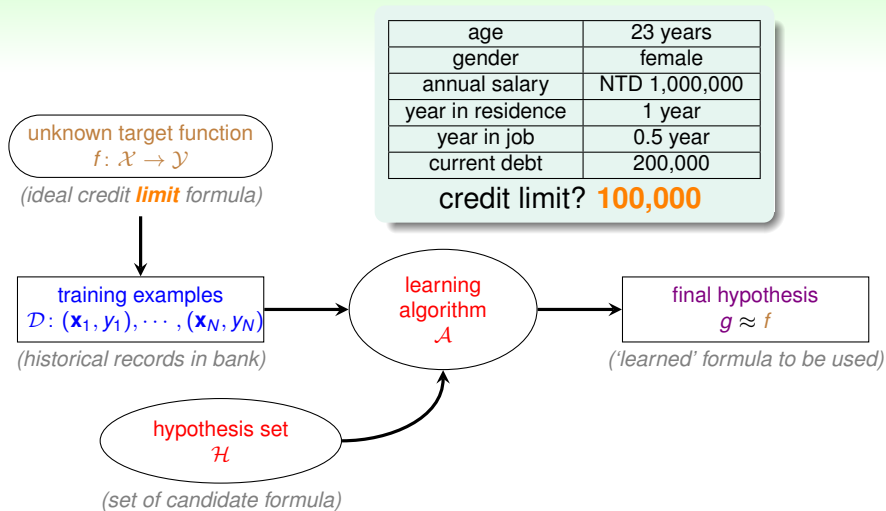 age 23 years
gender female
annual salary NTD 1,000,000
year in residence 1 year
year in job 0.5 year
current debt 200,000
credit limit? 100,000
unknown target function
f: 𝒳 → 𝒴
(ideal credit limit formula)
training examples
𝒟: (x₁, y₁), ⋯ , (x_N, y_N)
(historical records in bank)
learning
algorithm
𝒜
final hypothesis
g ≈ f
(‘learned’ formula to be used)
hypothesis set
ℋ
(set of candidate formula)